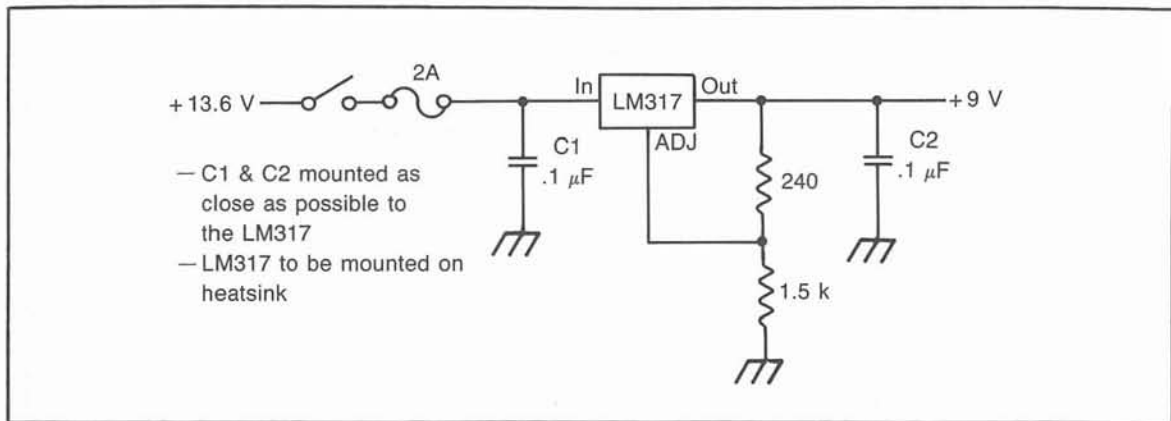 2A
+13.6 V
In
LM317
Out
+9 V
ADJ
C1
.1 μF
C2
.1 μF
240
1.5 k
— C1 & C2 mounted as
close as possible to
the LM317
— LM317 to be mounted on
heatsink